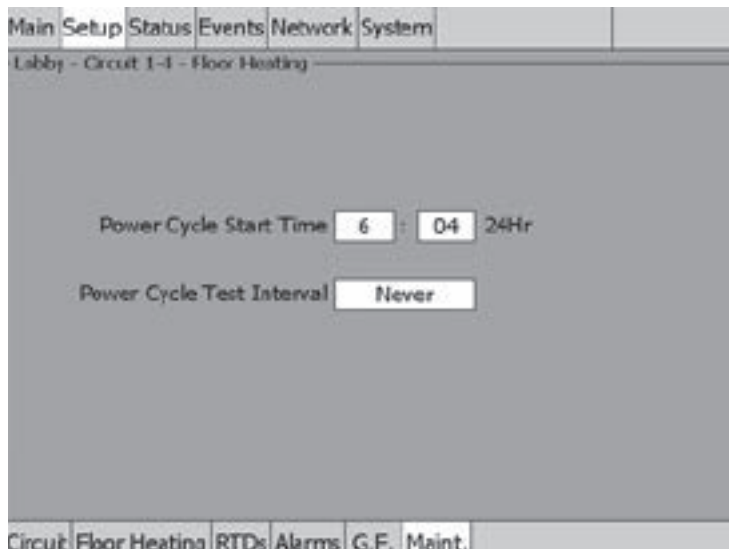 Main Setup Status Events Network System
Lobby - Circuit 1-4 - Floor Heating
Power Cycle Start Time 6 : 04 24Hr
Power Cycle Test Interval Never
Circuit Floor Heating RTDs Alarms G.F. Maint.